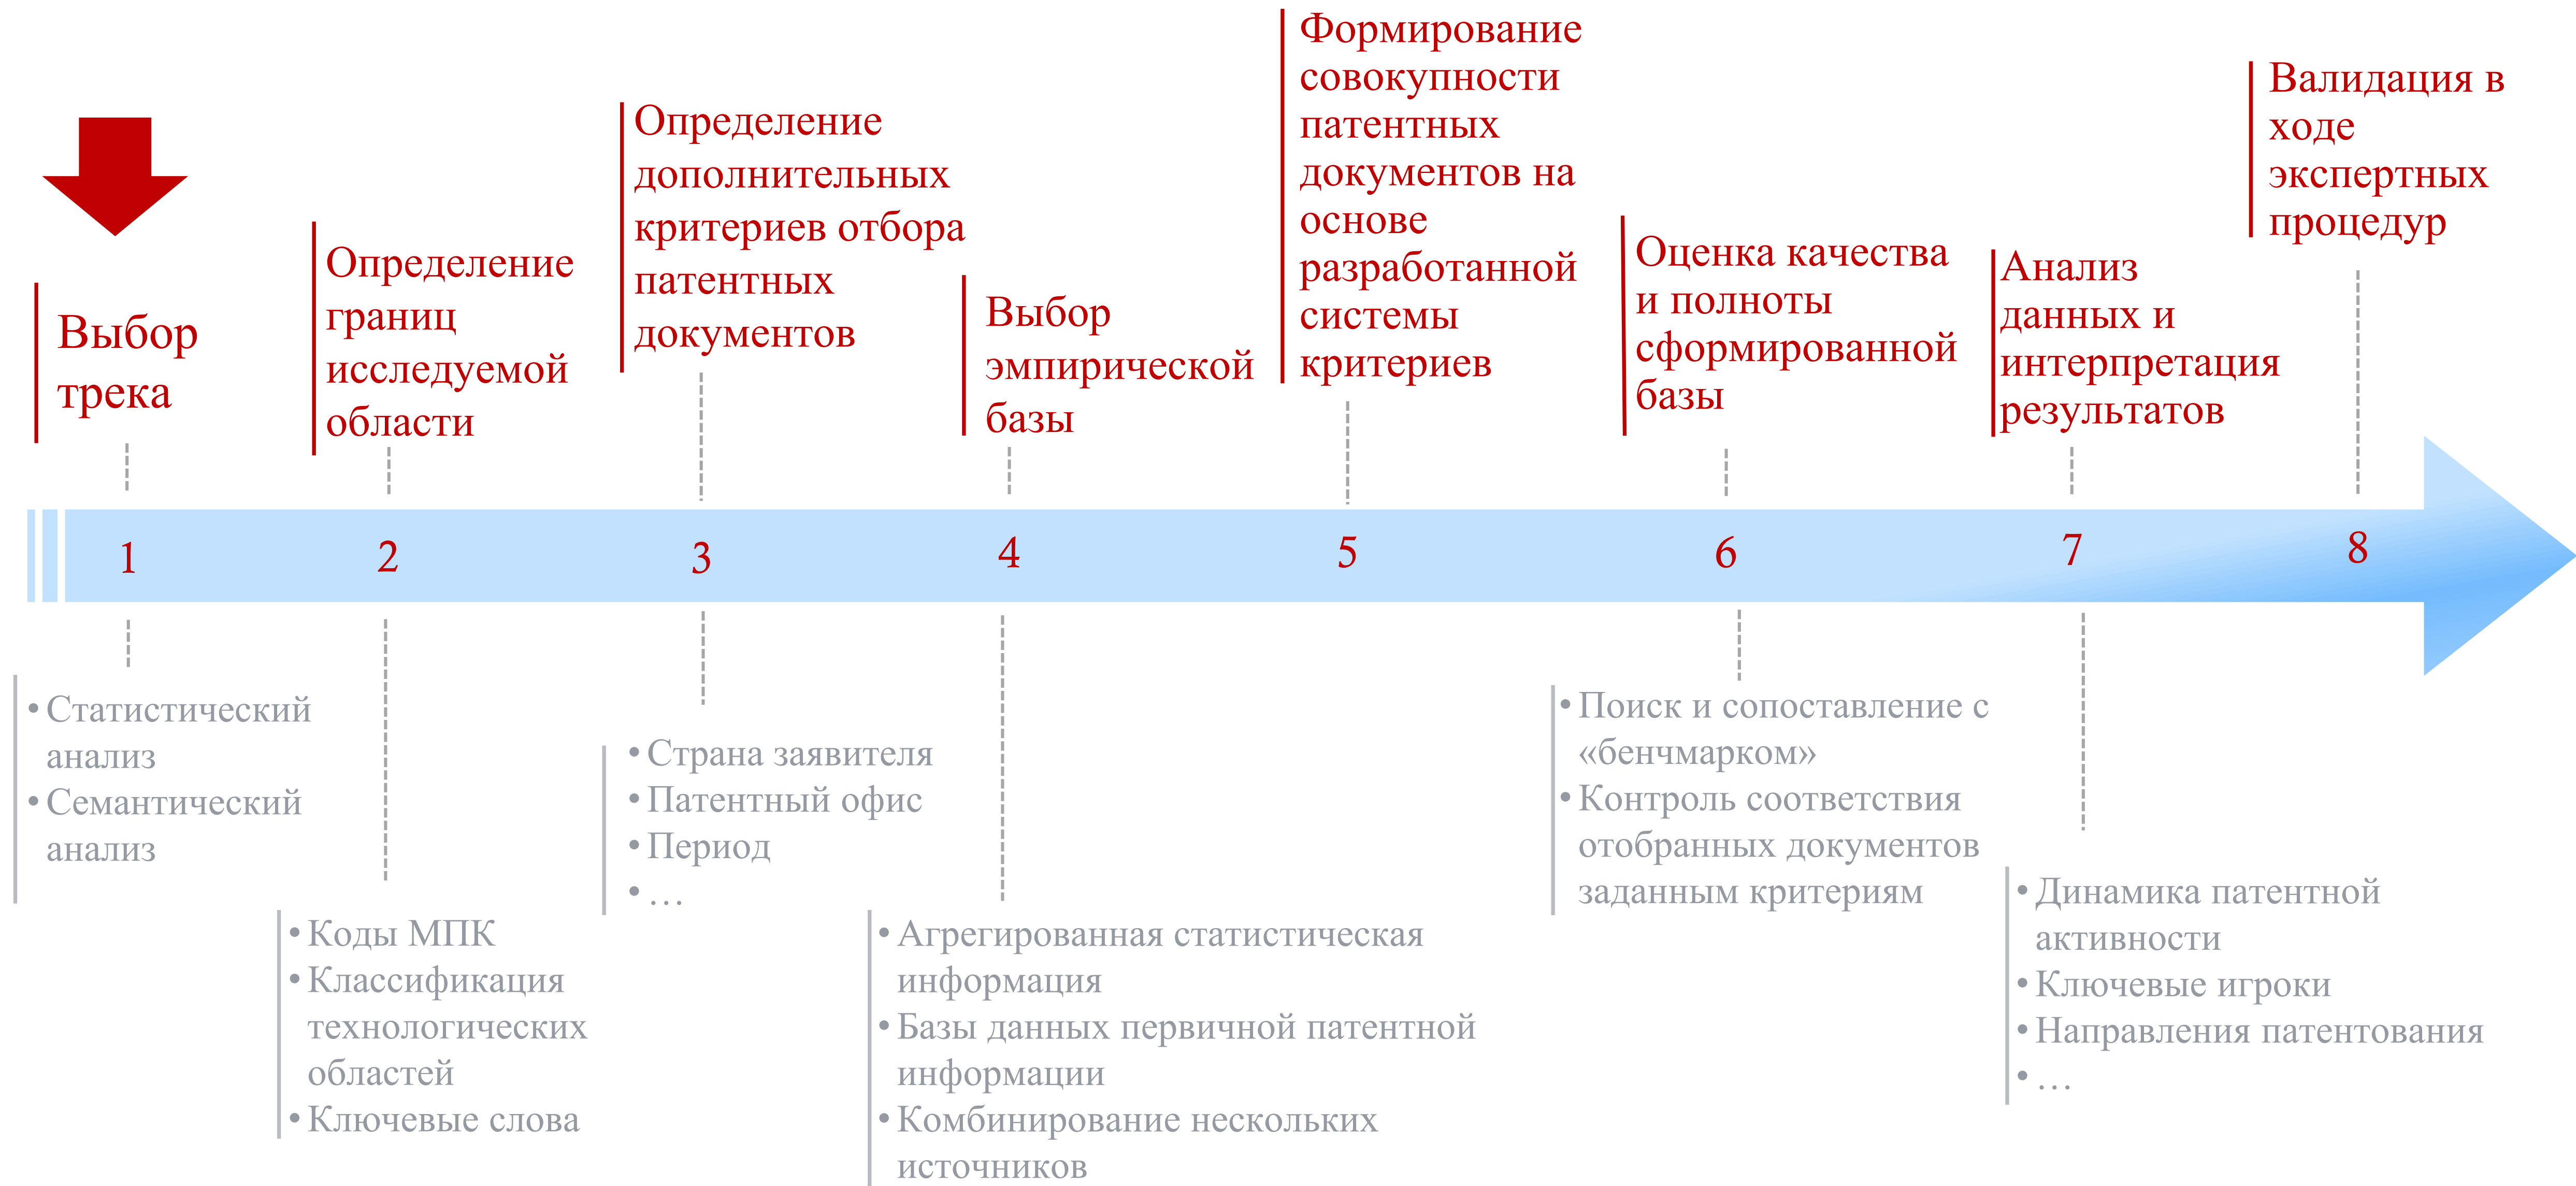 Выбор
трека
Определение
границ
исследуемой
области
Определение
дополнительных
критериев отбора
патентных
документов
Выбор
эмпирической
базы
Формирование
совокупности
патентных
документов на
основе
разработанной
системы
критериев
Оценка качества
и полноты
сформированной
базы
Анализ
данных и
интерпретация
результатов
Валидация в
ходе
экспертных
процедур
1
2
3
4
5
6
7
8
• Статистический
анализ
• Семантический
анализ
• Коды МПК
• Классификация
технологических
областей
• Ключевые слова
• Страна заявителя
• Патентный офис
• Период
• …
• Агрегированная статистическая
информация
• Базы данных первичной патентной
информации
• Комбинирование нескольких
источников
• Поиск и сопоставление с
«бенчмарком»
• Контроль соответствия
отобранных документов
заданным критериям
• Динамика патентной
активности
• Ключевые игроки
• Направления патентования
• …